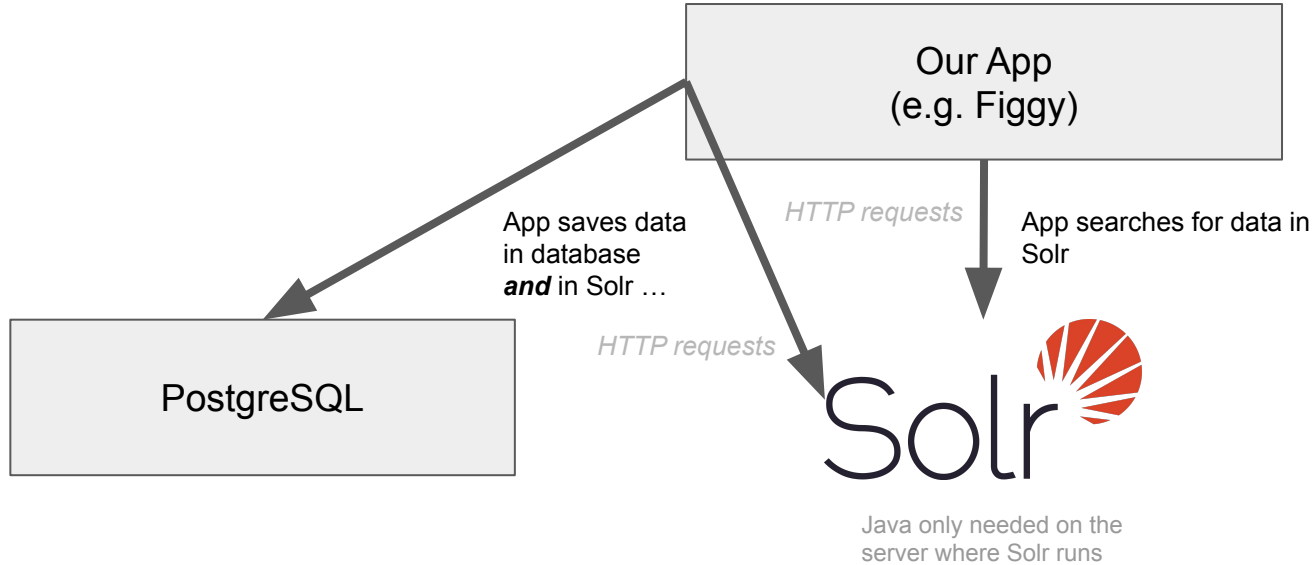 Our App
(e.g. Figgy)
HTTP requests
App searches for data in
Solr
App saves data
in database
and in Solr …
HTTP requests
PostgreSQL
Solr
Java only needed on the
server where Solr runs